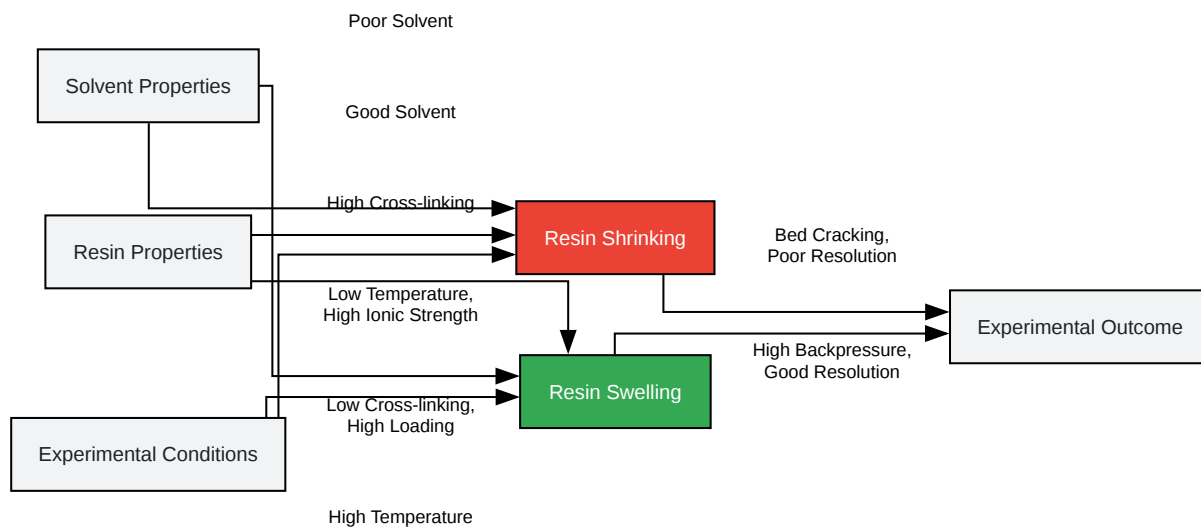 Poor Solvent
Solvent Properties
Good Solvent
High Cross-linking
Resin Properties
Resin Shrinking
Bed Cracking,
Poor Resolution
Low Temperature,
High Ionic Strength
Experimental Outcome
High Backpressure,
Good Resolution
Resin Swelling
Low Cross-linking,
High Loading
Experimental Conditions
High Temperature